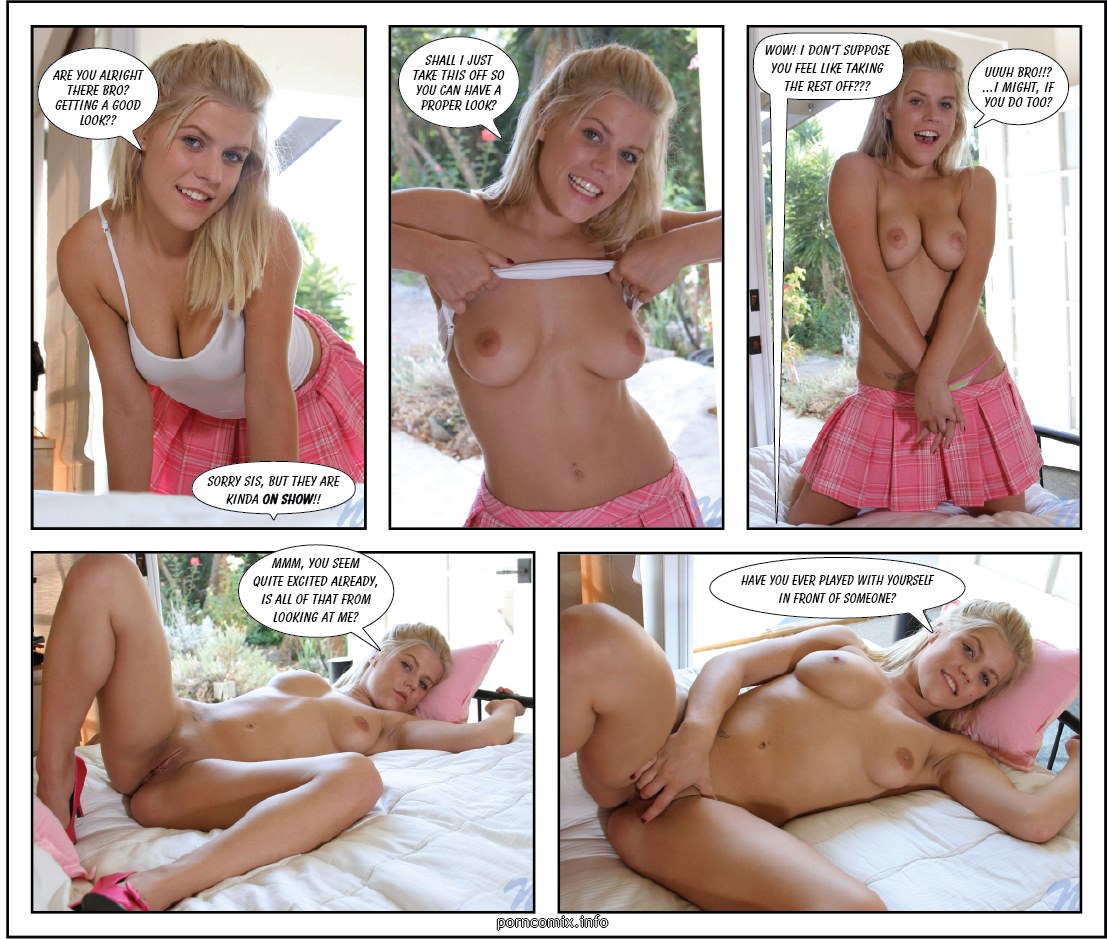 ARE YOU ALRIGHT
THERE BRO?
GETTING A GOOD
LOOK??
SORRY SIS, BUT THEY ARE
KINDA ON SHOW!!
SHALL I JUST
TAKE THIS OFF SO
YOU CAN HAVE A
PROPER LOOK?
WOW! I DON'T SUPPOSE
YOU FEEL LIKE TAKING
THE REST OFF???
UUUH BRO!!?
...I MIGHT, IF
YOU DO TOO?
MMM, YOU SEEM
QUITE EXCITED ALREADY,
IS ALL OF THAT FROM
LOOKING AT ME?
HAVE YOU EVER PLAYED WITH YOURSELF
IN FRONT OF SOMEONE?
porncomix.info